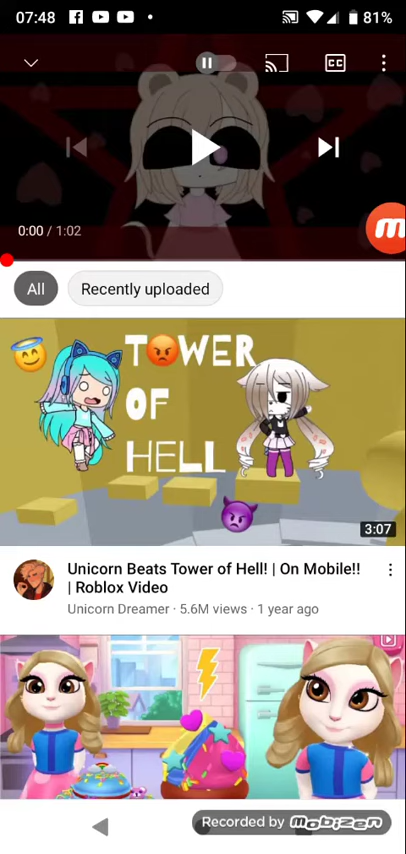 07:48
81%
CC
0:00 / 1:02
m
All
Recently uploaded
TOWER
OF
HELL
3:07
Unicorn Beats Tower of Hell! | On Mobile!!
| Roblox Video
Unicorn Dreamer · 5.6M views · 1 year ago
Recorded by mobizen